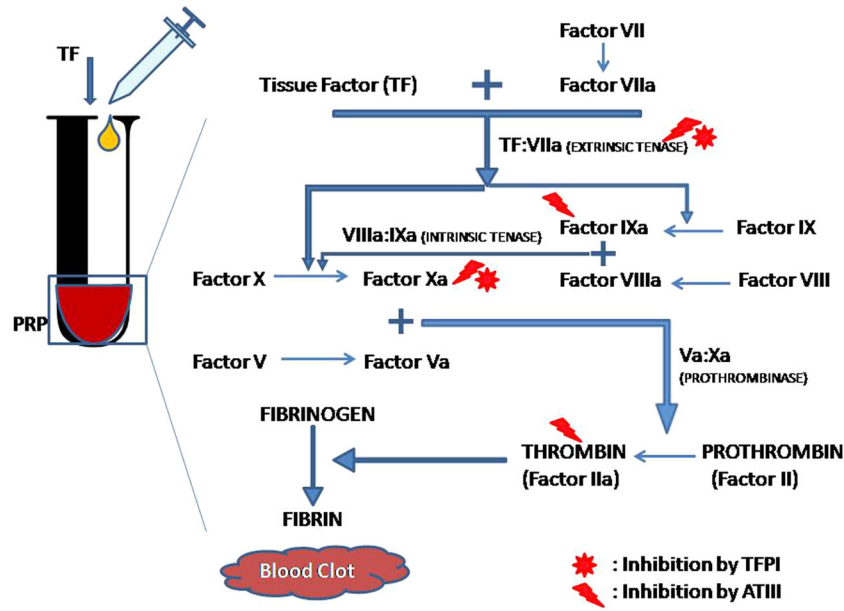 Factor VII
TF
Tissue Factor (TF) + Factor VIIa
TF:VIIa (EXTRINSIC TENASE)
Factor IXa
Factor IX
VIIIa:IXa (INTRINSIC TENASE)
+
Factor X
Factor Xa
Factor VIIIa
Factor VIII
PRP
+
Va:Xa
(PROTHROMBINASE)
Factor V
Factor Va
FIBRINOGEN
THROMBIN
(Factor IIa)
PROTHROMBIN
(Factor II)
FIBRIN
Blood Clot
: Inhibition by TFPI
: Inhibition by ATIII